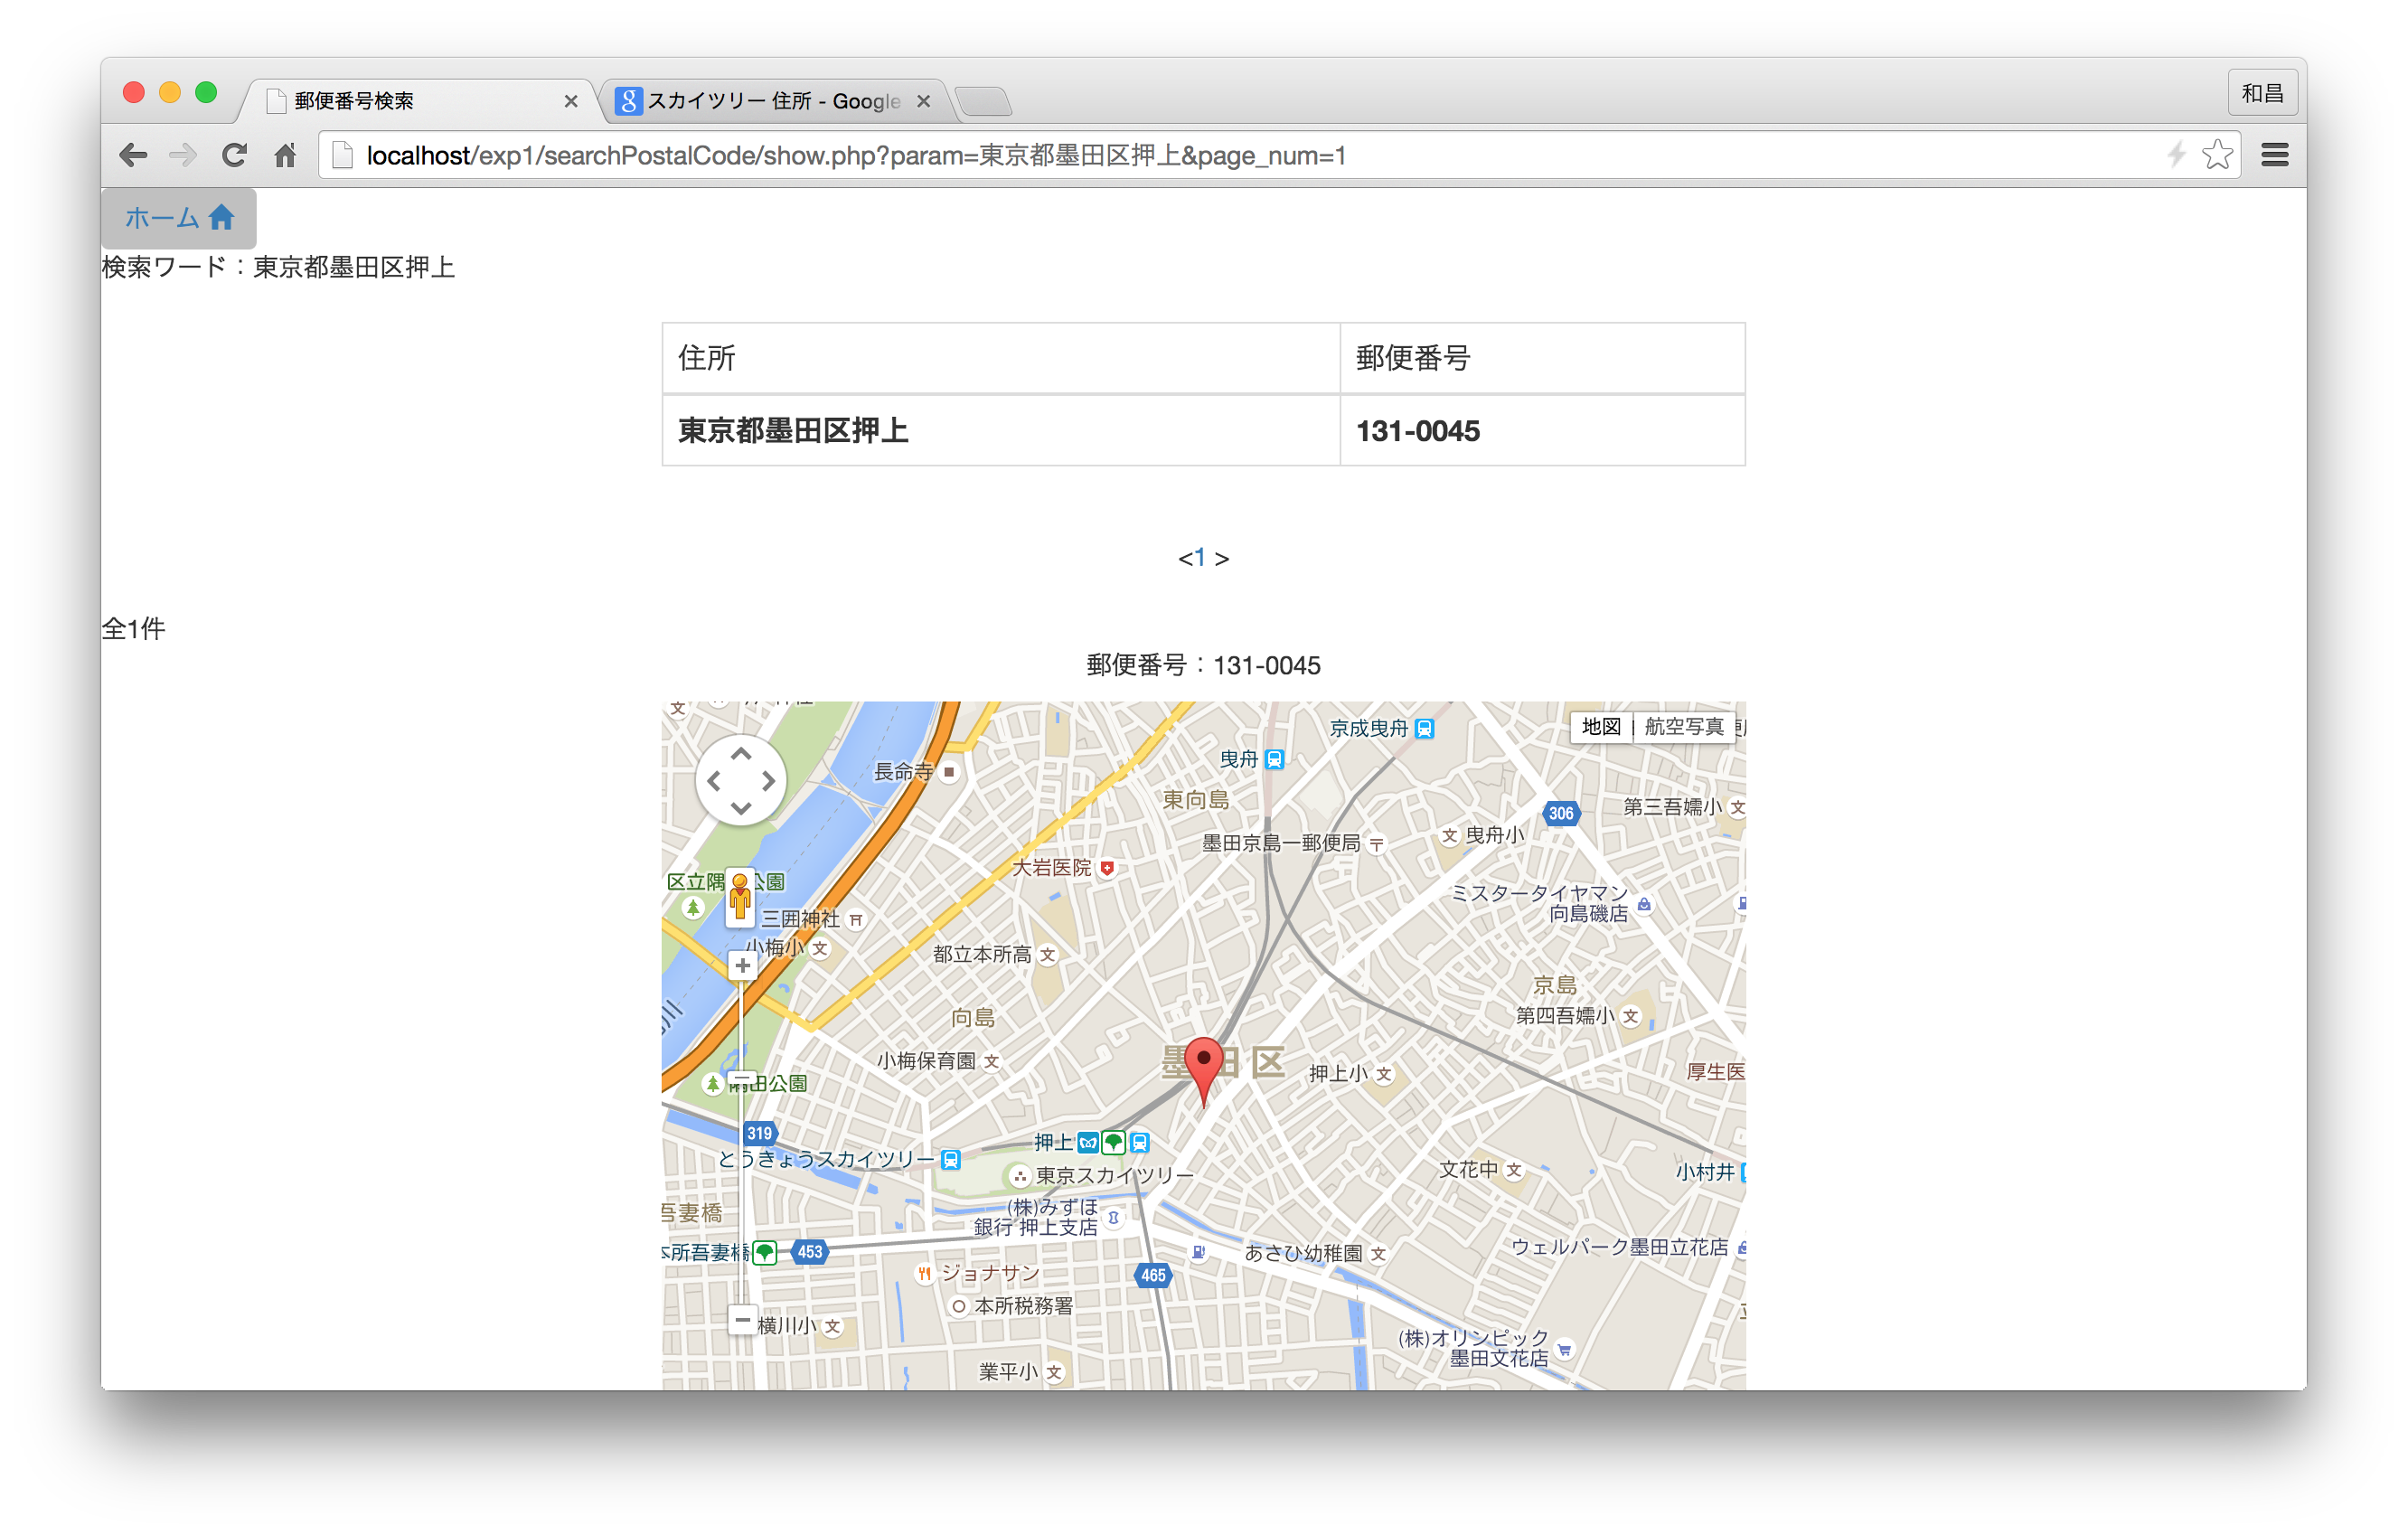 郵便番号検索
スカイツリー 住所 - Google
和昌
localhost/exp1/searchPostalCode/show.php?param=東京都墨田区押上&page_num=1
ホーム
検索ワード：東京都墨田区押上
住所 郵便番号
東京都墨田区押上 131-0045
<1 >
全1件
郵便番号：131-0045
地図 航空写真
京成曳舟
曳舟
長命寺
東向島
306
第三吾嬬小
墨田京島一郵便局
曳舟小
大岩医院
区立隅 公園
ミスタータイヤマン
向島磯店
三囲神社
小梅小
都立本所高
京島
第四吾嬬小
向島
小梅保育園
墨田区
押上小
厚生医
隅田公園
319
押上
とうきょうスカイツリー
東京スカイツリー
文花中
小村井
(株)みずほ
銀行 押上支店
吾妻橋
本所吾妻橋
453
あさひ幼稚園
ウェルパーク墨田立花店
ジョナサン
465
本所税務署
横川小
(株)オリンピック
墨田文花店
業平小